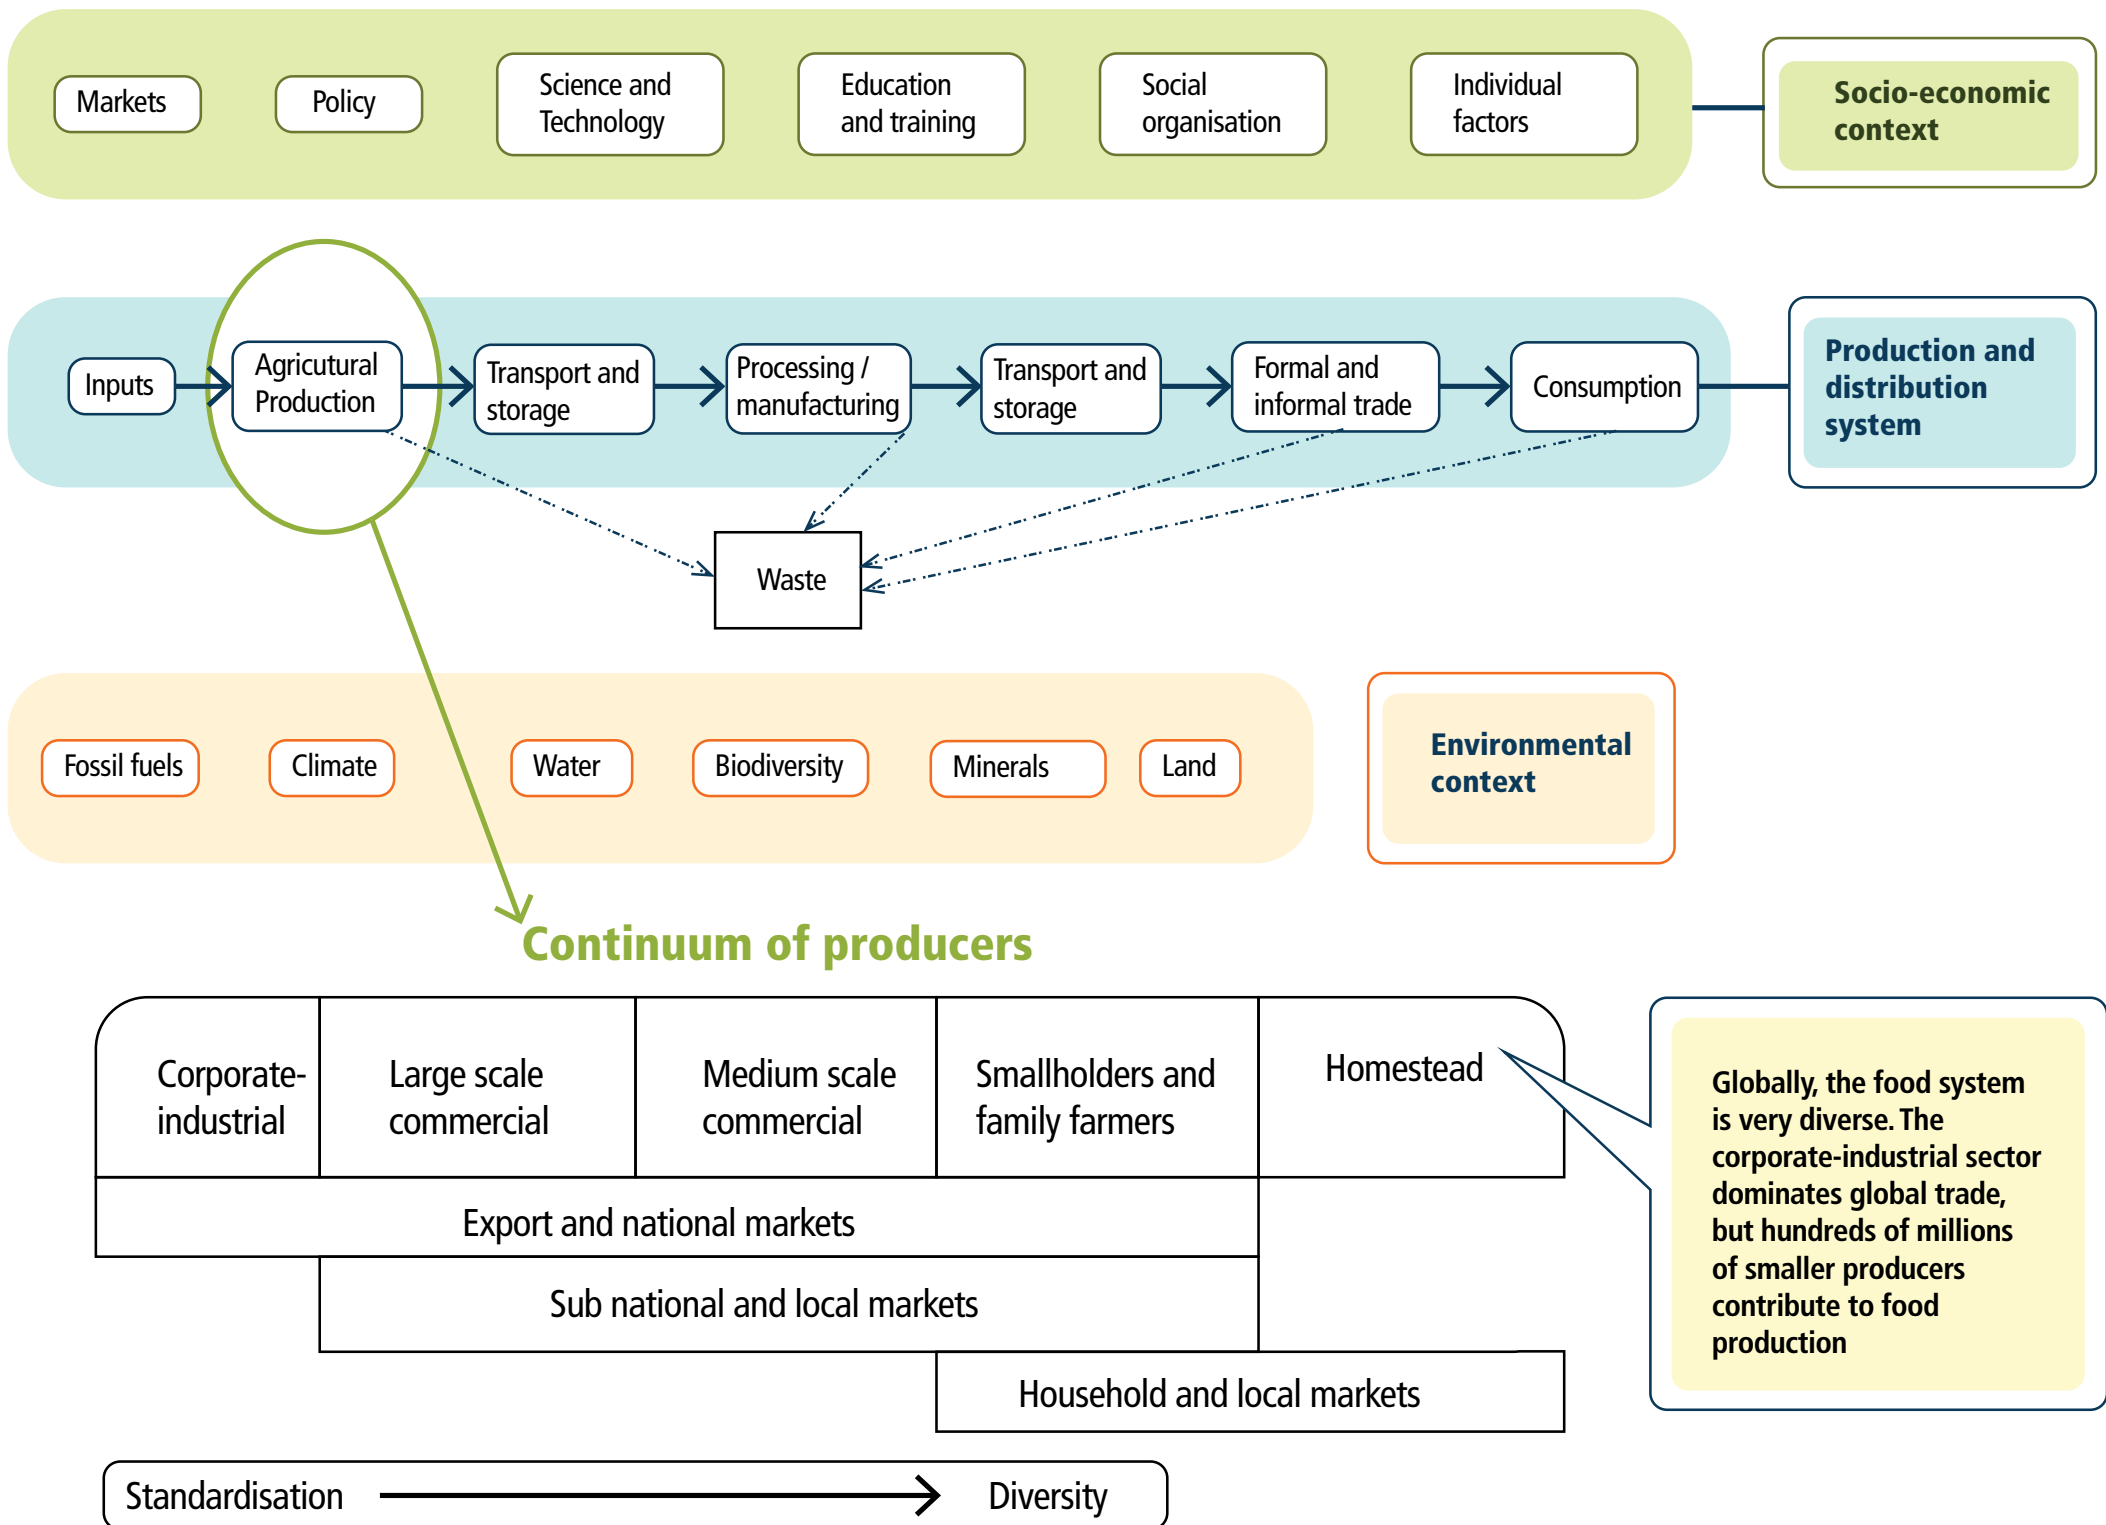 Markets
Policy
Science and
Technology
Education
and training
Social
organisation
Individual
factors
Socio-economic
context
Inputs
Agricutural
Production
Transport and
storage
Processing /
manufacturing
Transport and
storage
Formal and
informal trade
Consumption
Production and
distribution
system
Waste
Fossil fuels
Climate
Water
Biodiversity
Minerals
Land
Environmental
context
Continuum of producers
Corporate-
industrial
Large scale
commercial
Medium scale
commercial
Smallholders and
family farmers
Homestead
Export and national markets
Sub national and local markets
Household and local markets
Globally, the food system
is very diverse. The
corporate-industrial sector
dominates global trade,
but hundreds of millions
of smaller producers
contribute to food
production
Standardisation
Diversity